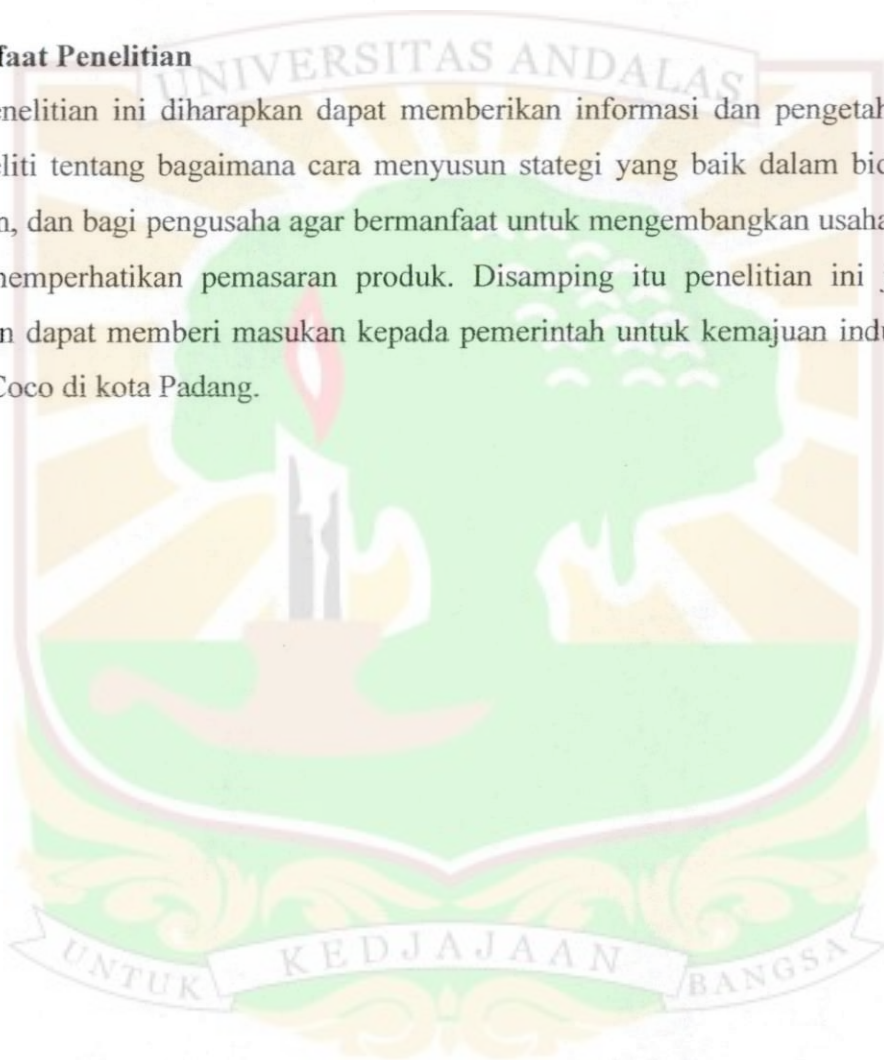 faat Penelitian
UNIVERSITAS ANDALAS
enelitian ini diharapkan dapat memberikan informasi dan pengetah
liti tentang bagaimana cara menyusun stategi yang baik dalam bid
n, dan bagi pengusaha agar bermanfaat untuk mengembangkan usaha
nemperhatikan pemasaran produk. Disamping itu penelitian ini j
n dapat memberi masukan kepada pemerintah untuk kemajuan indu
Coco di kota Padang.
UNTUK KEDJAJAAN BANGSA